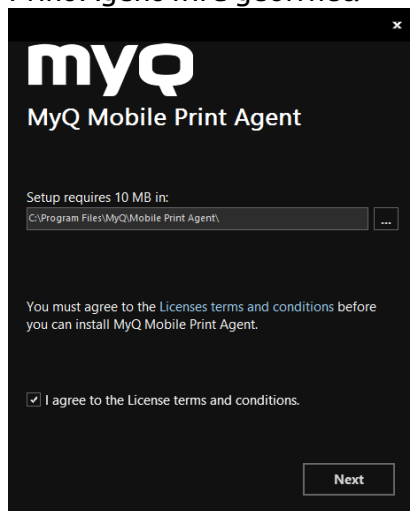 x
myQ
MyQ Mobile Print Agent
Setup requires 10 MB in:
C:\Program Files\MyQ\Mobile Print Agent\
...
You must agree to the Licenses terms and conditions before
you can install MyQ Mobile Print Agent.
I agree to the License terms and conditions.
Next